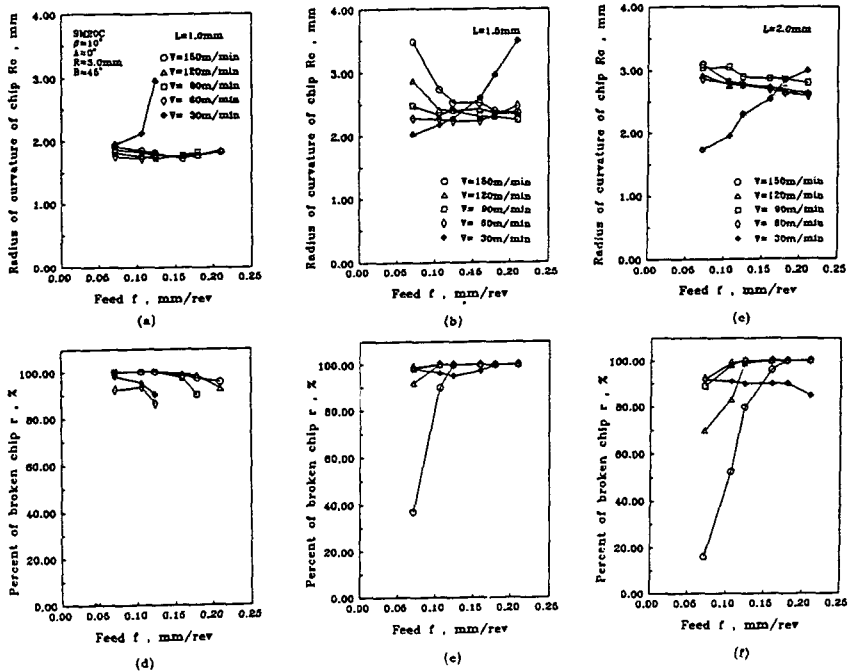 Radius of curvature of chip Rc , mm
4.00
3.00
2.00
1.00
0.00
SM20C
L=1.0mm
β=10°
λ=0°
R=3.0mm
B=45°
V=150m/min
V=120m/min
V= 90m/min
V= 60m/min
V= 30m/min
0.00 0.05 0.10 0.15 0.20 0.25
Feed f , mm/rev
(a)
Radius of curvature of chip Rc , mm
4.00
3.00
2.00
1.00
0.00
L=1.5mm
V=150m/min
V=120m/min
V= 90m/min
V= 60m/min
V= 30m/min
0.00 0.05 0.10 0.15 0.20 0.25
Feed f , mm/rev
(b)
Radius of curvature of chip Rc , mm
4.00
3.00
2.00
1.00
0.00
L=2.0mm
V=150m/min
V=120m/min
V= 90m/min
V= 60m/min
V= 30m/min
0.00 0.05 0.10 0.15 0.20 0.25
Feed f , mm/rev
(c)
Percent of broken chip r , %
100.00
80.00
60.00
40.00
20.00
0.00
0.00 0.05 0.10 0.15 0.20 0.25
Feed f , mm/rev
(d)
Percent of broken chip r , %
100.00
80.00
60.00
40.00
20.00
0.00
0.00 0.05 0.10 0.15 0.20 0.25
Feed f , mm/rev
(e)
Percent of broken chip r , %
100.00
80.00
60.00
40.00
20.00
0.00
0.00 0.05 0.10 0.15 0.20 0.25
Feed f , mm/rev
(f)